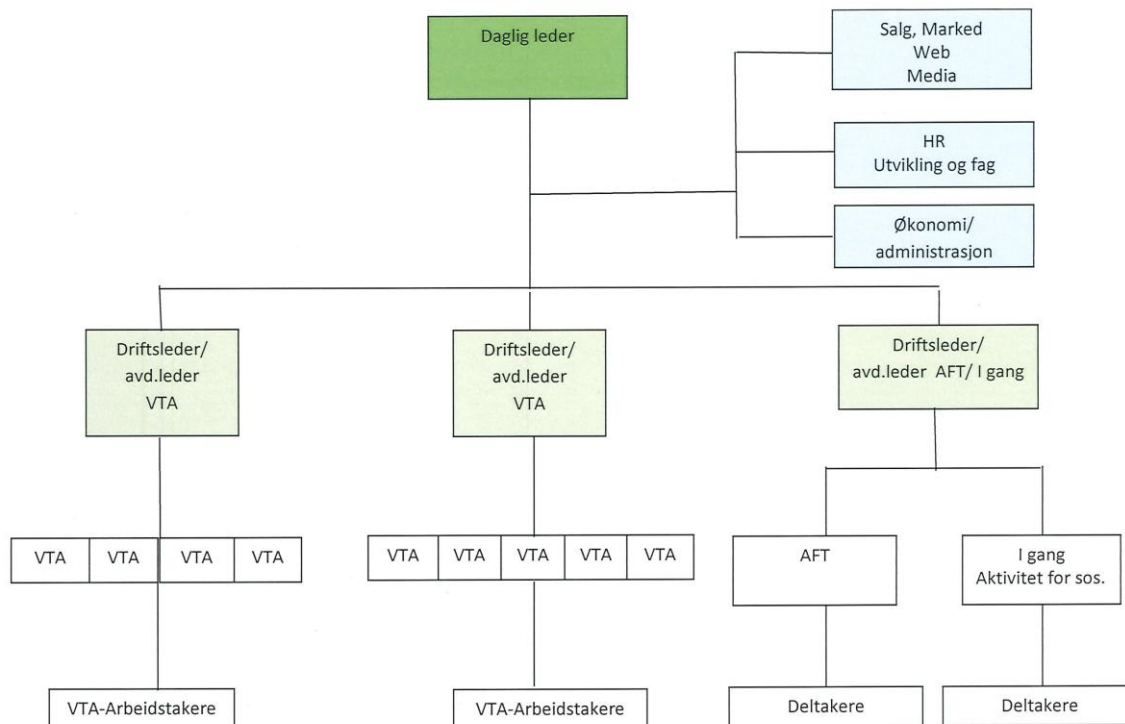 Daglig leder
Salg, Marked
Web
Media
HR
Utvikling og fag
Økonomi/
administrasjon
Driftsleder/
avd.leder
VTA
Driftsleder/
avd.leder
VTA
Driftsleder/
avd.leder AFT/ I gang
VTA VTA VTA VTA
VTA VTA VTA VTA VTA
AFT
I gang
Aktivitet for sos.
VTA-Arbeidstakere
VTA-Arbeidstakere
Deltakere
Deltakere